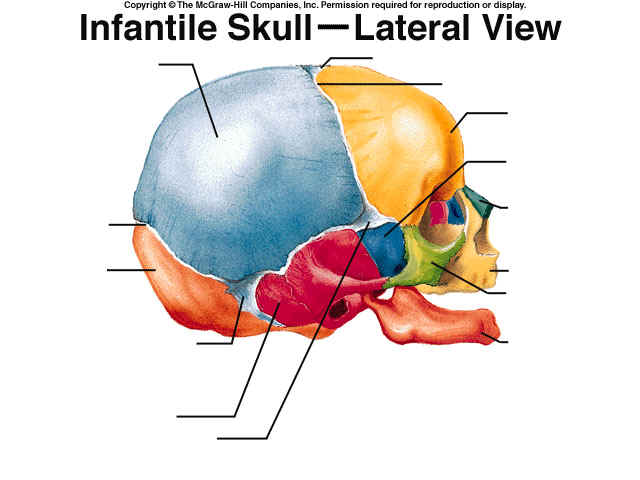 Copyright © The McGraw-Hill Companies, Inc. Permission required for reproduction or display.
Infantile Skull—Lateral View